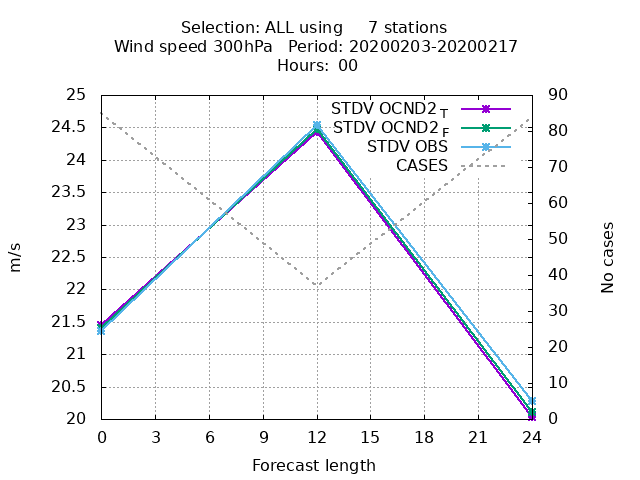 Selection: ALL using 7 stations
Wind speed 300hPa Period: 20200203-20200217
Hours: 00
25
24.5
24
23.5
23
22.5
22
21.5
21
20.5
20
m/s
STDV OCND2_T
STDV OCND2_F
STDV OBS
CASES
90
80
70
60
50
40
30
20
10
0
No cases
0 3 6 9 12 15 18 21 24
Forecast length